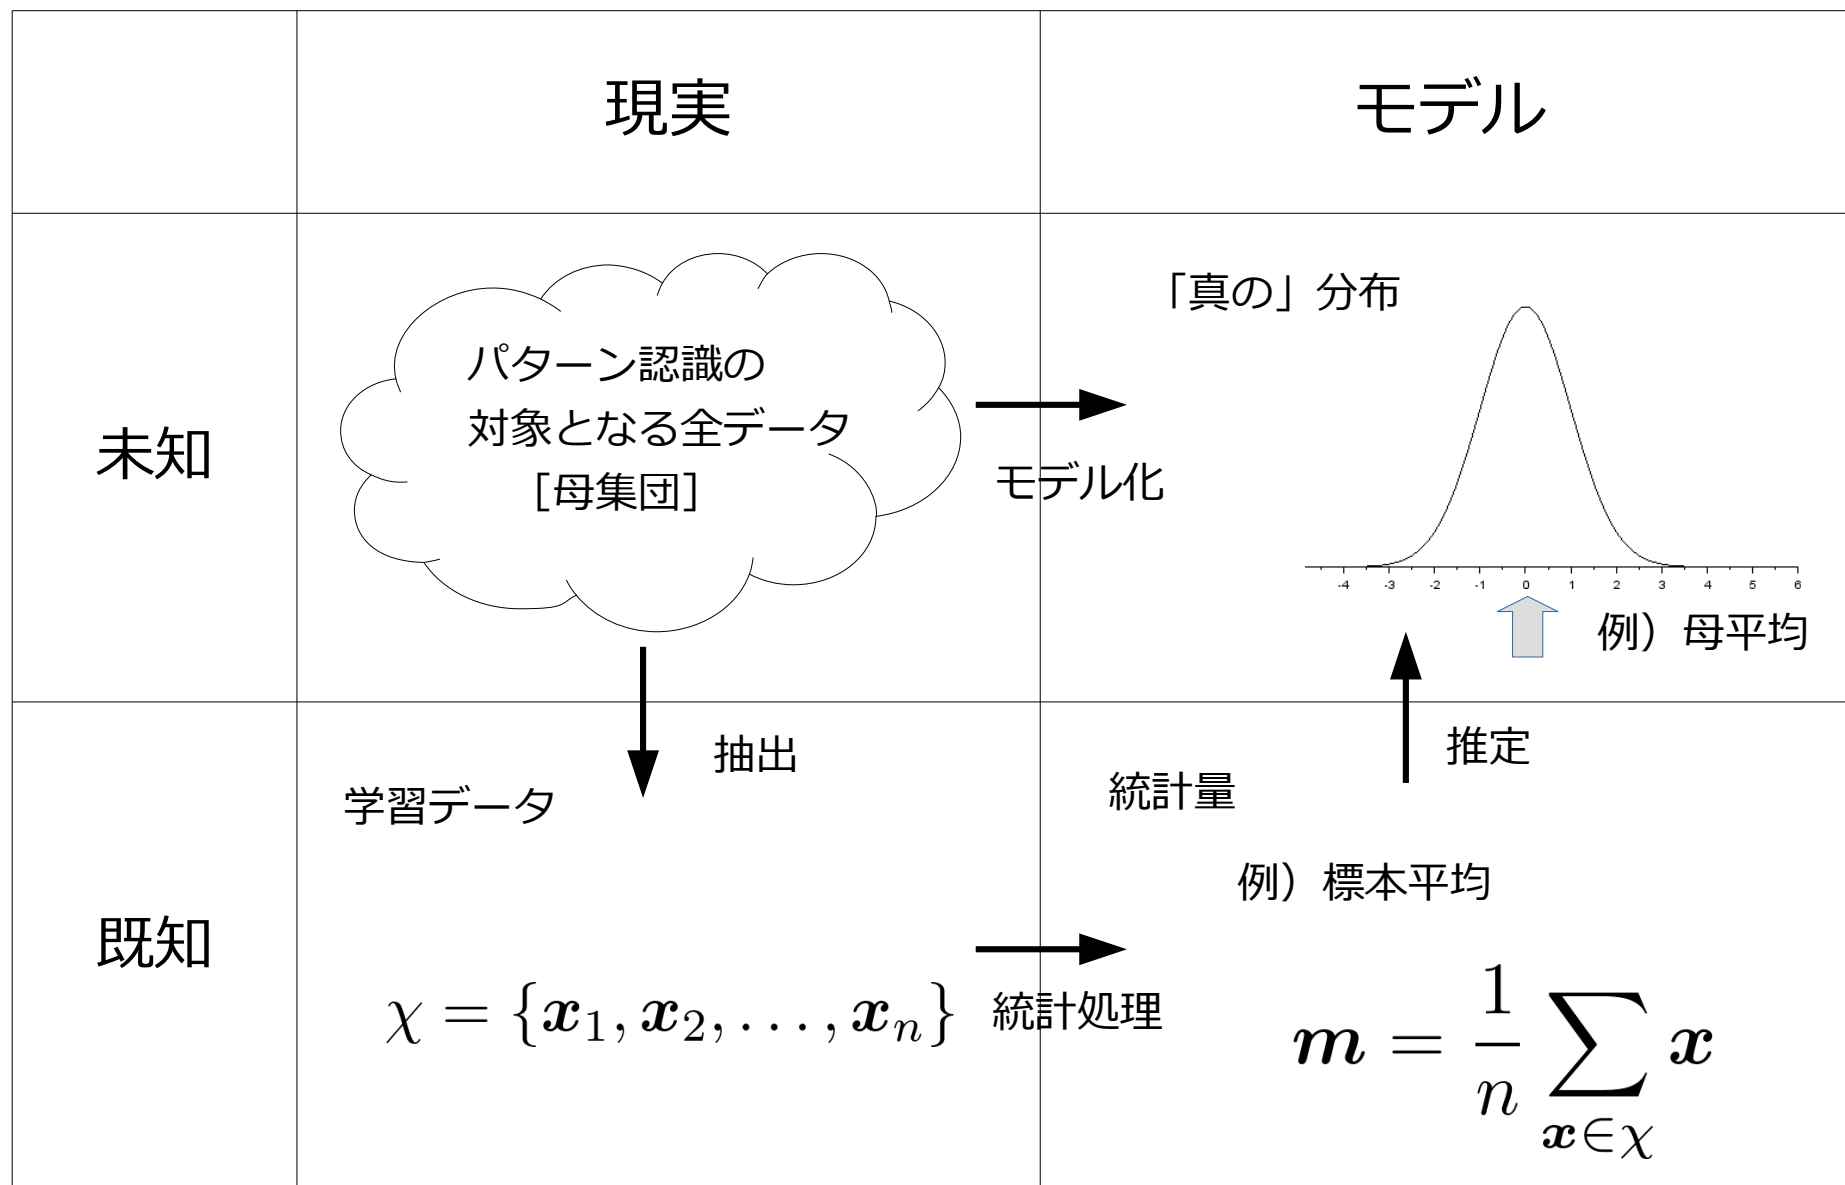 現実
モデル
未知
パターン認識の
対象となる全データ
[母集団]
モデル化
「真の」分布
-4 -3 -2 -1 0 1 2 3 4 5 6
例）母平均
抽出
推定
既知
学習データ
χ = {x₁, x₂, . . . , xₙ}
統計処理
統計量
例）標本平均
m = 1/n ∑ x∈χ x